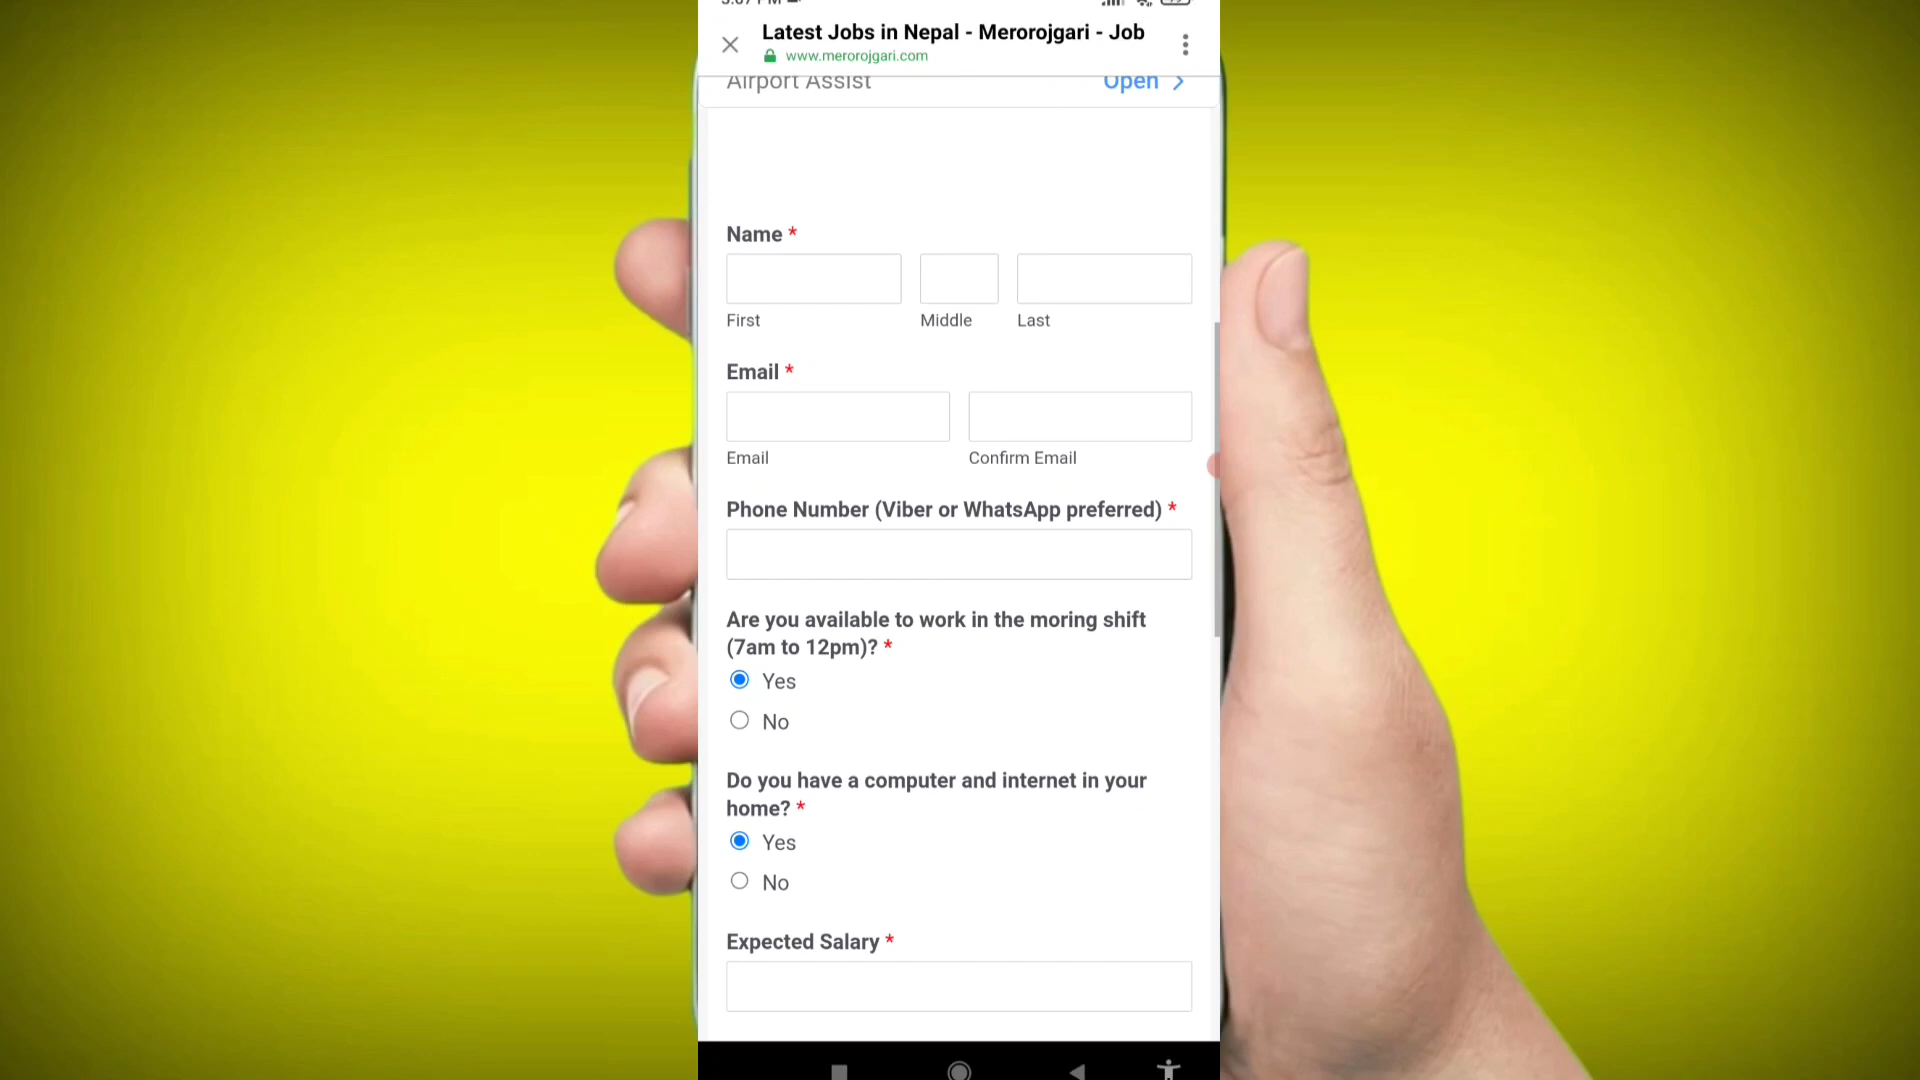 Latest Jobs in Nepal - Merorojgari - Job
www.merorojgari.com
Airport Assist
Open
Name *
First
Middle
Last
Email *
Email
Confirm Email
Phone Number (Viber or WhatsApp preferred) *
Are you available to work in the moring shift
(7am to 12pm)? *
Yes
No
Do you have a computer and internet in your
home? *
Yes
No
Expected Salary *